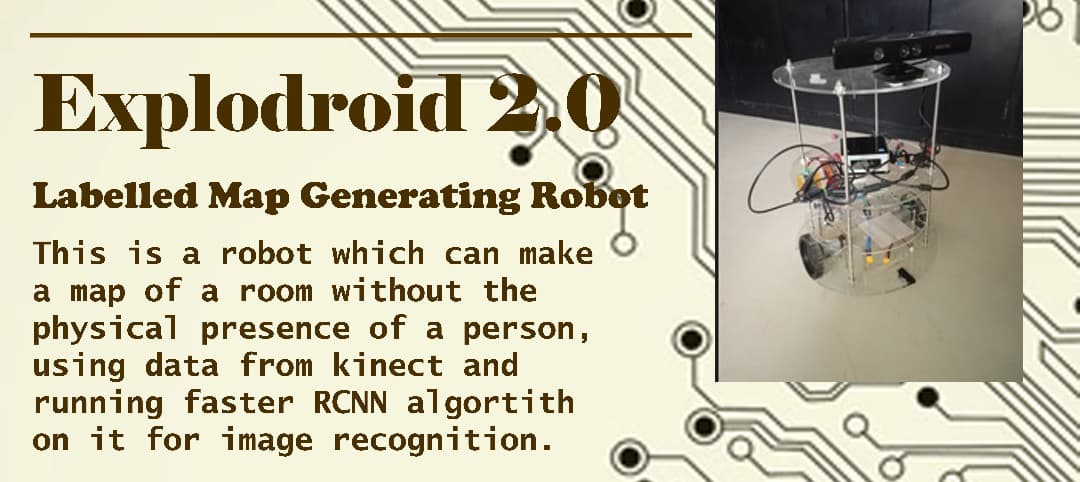 Explodroid 2.0
Labelled Map Generating Robot
This is a robot which can make
a map of a room without the
physical presence of a person,
using data from kinect and
running faster RCNN algortith
on it for image recognition.